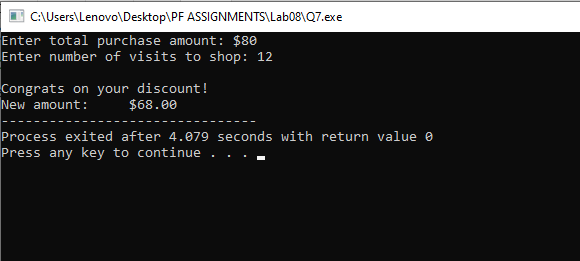 C:\Users\Lenovo\Desktop\PF ASSIGNMENTS\Lab08\Q7.exe
Enter total purchase amount: $80
Enter number of visits to shop: 12
Congrats on your discount!
New amount:     $68.00
--------------------------------
Process exited after 4.079 seconds with return value 0
Press any key to continue . . .